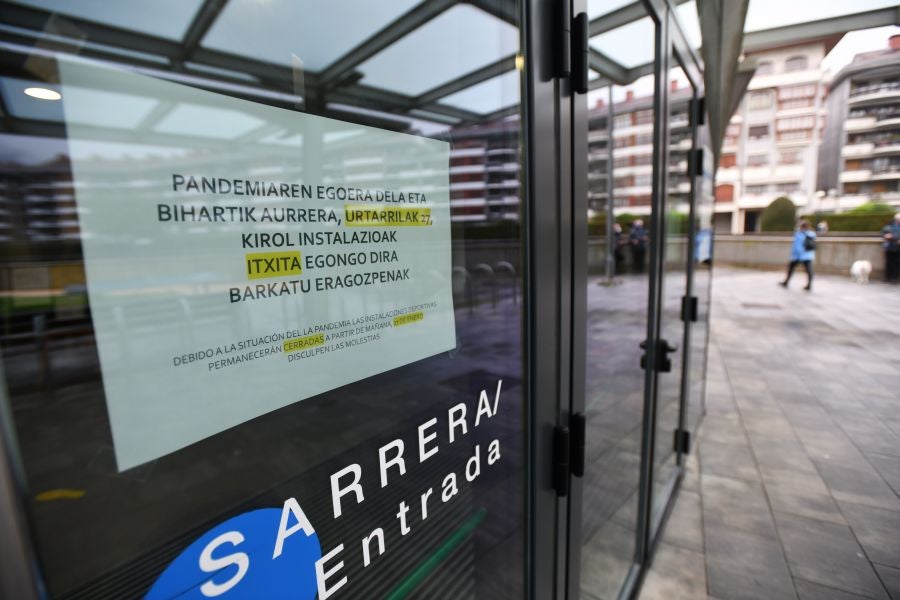 PANDEMIAREN EGOERA DELA ETA
BIHARTIK AURRERA, URTARRILAK 27,
KIROL INSTALAZIOAK
ITXITA EGONGO DIRA
BARKATU ERAGOZPENAK
DEBIDO A LA SITUACIÓN DEL LA PANDEMIA LAS INSTALACIONES DEPORTIVAS
PERMANECERÁN CERRADAS A PARTIR DE MAÑANA, 27 DE ENERO
DISCULPEN LAS MOLESTIAS
SARRERA/
Entrada